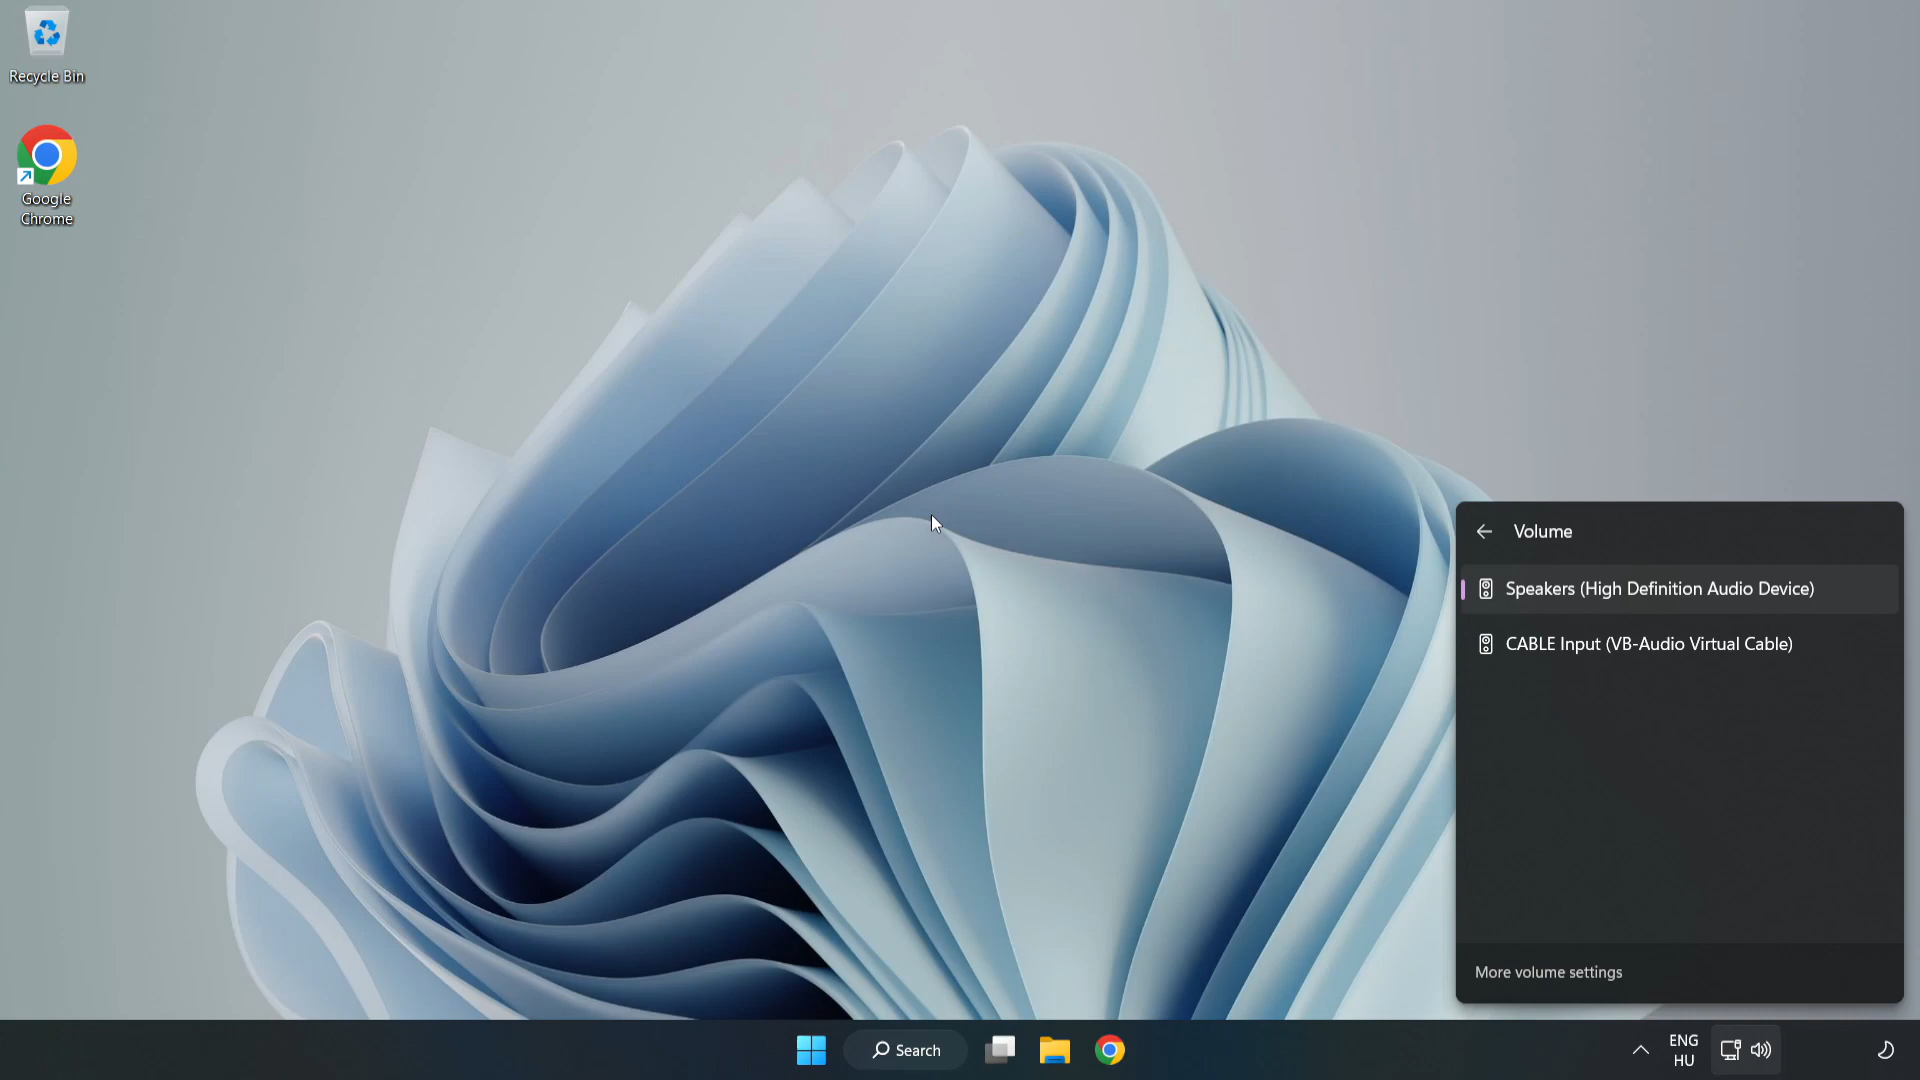 Recycle Bin
Google
Chrome
Volume
Speakers (High Definition Audio Device)
CABLE Input (VB-Audio Virtual Cable)
More volume settings
Search
ENG
HU